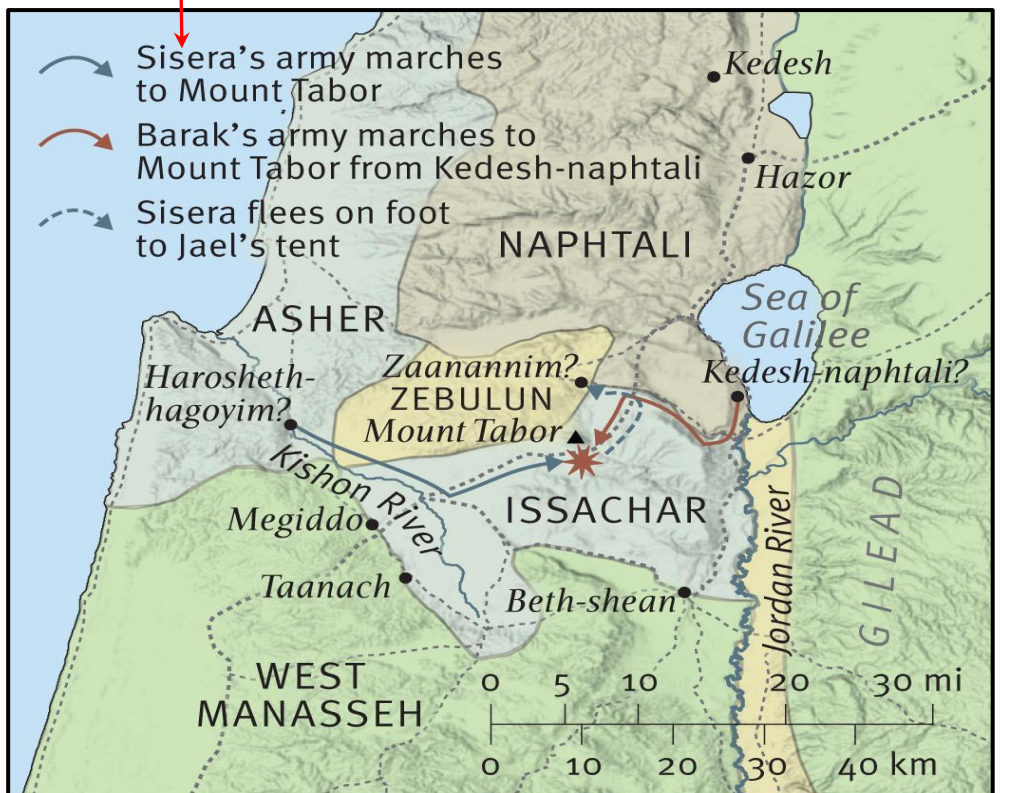 Sisera's army marches
to Mount Tabor
Barak's army marches to
Mount Tabor from Kedesh-naphtali
Sisera flees on foot
to Jael's tent
Kedesh
Hazor
NAPHTALI
Sea of
Galilee
ASHER
Kedesh-naphtali?
Zaanannim?
Harosheth-
hagoyim?
ZEBULUN
Mount Tabor
Kishon River
ISSACHAR
Megiddo
Taanach
Beth-shean
Jordan River
GILEAD
WEST
MANASSEH
0 5 10 20 30 mi
0 10 20 30 40 km